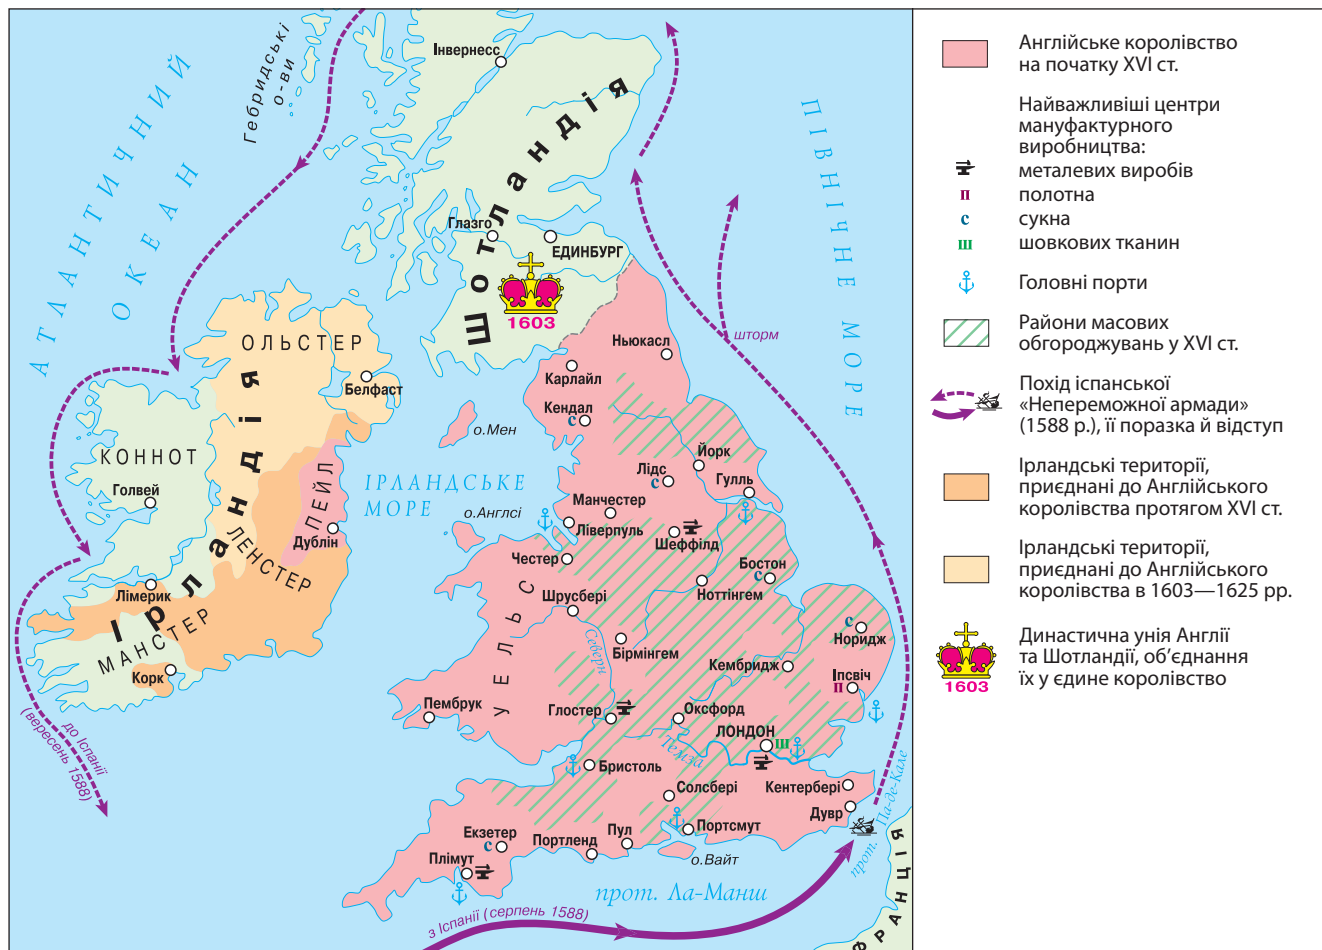 АТЛАНТИЧНИЙ
ОКЕАН
Гебридські
о-ви
Інвернесс
Шотландія
ПІВНІЧНЕ МОРЕ
Глазго
ЕДИНБУРГ
1603
шторм
ОЛЬСТЕР
Белфаст
Ірландія
КОННОТ
Голвей
ПЕЙЛ
Дублін
ЛЕНСТЕР
Лімерик
МАНСТЕР
Корк
до Іспанії
(вересень 1588)
ІРЛАНДСЬКЕ
МОРЕ
о.Мен
о.Англсі
Ньюкасл
Карлайл
Кендал
с
Йорк
Лідс
с
Гулль
Манчестер
Ліверпуль
Шеффілд
Честер
Бостон
с
Ноттінгем
Шрусбері
УЕЛЬС
Северн
Бірмінгем
с
Норидж
Кембридж
Іпсвіч
п
Пембрук
Глостер
Оксфорд
ЛОНДОН
ш
Темза
Бристоль
Солсбері
Кентербері
Дувр
прот. Па-де-Кале
Екзетер
с
Портленд
Пул
Портсмут
о.Вайт
Плімут
прот. Ла-Манш
з Іспанії (серпень 1588)
ФРАНЦІЯ
Англійське королівство
на початку XVI ст.
Найважливіші центри
мануфактурного
виробництва:
металевих виробів
п полотна
с сукна
ш шовкових тканин
Головні порти
Райони масових
обгороджувань у XVI ст.
Похід іспанської
«Непереможної армади»
(1588 р.), її поразка й відступ
Ірландські території,
приєднані до Англійського
королівства протягом XVI ст.
Ірландські території,
приєднані до Англійського
королівства в 1603—1625 рр.
Династична унія Англії
та Шотландії, об’єднання
їх у єдине королівство
1603